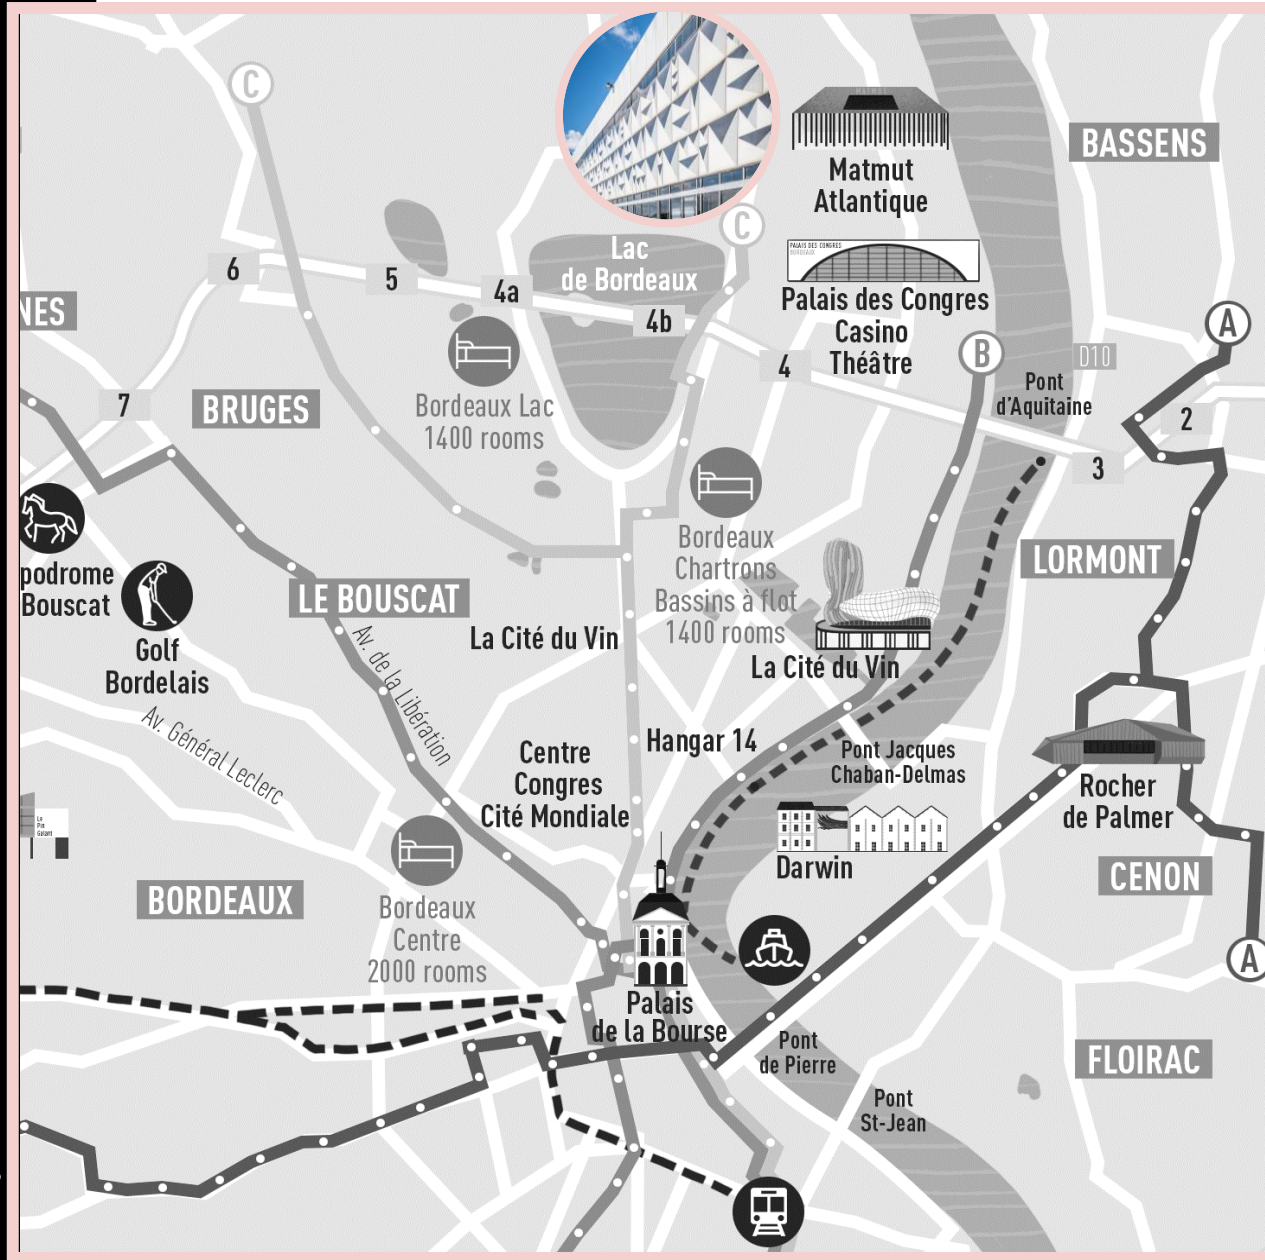 C
MATMUT
BASSENS
Matmut
Atlantique
C
Lac
de Bordeaux
PALAIS DES CONGRES
BORDEAUX
Palais des Congres
Casino
Théâtre
6
5
4a
4b
4
NES
A
B
D10
Pont
d'Aquitaine
7
BRUGES
Bordeaux Lac
1400 rooms
2
3
Bordeaux
Chartrons
Bassins à flot
1400 rooms
LORMONT
podrome
Bouscat
LE BOUSCAT
Golf
Bordelais
La Cité du Vin
La Cité du Vin
Av. de la Libération
Av. Général Leclerc
Hangar 14
Centre
Congres
Cité Mondiale
Pont Jacques
Chaban-Delmas
Rocher
de Palmer
Le
Pin
Galant
Darwin
CENON
BORDEAUX
Bordeaux
Centre
2000 rooms
A
Palais
de la Bourse
Pont
de Pierre
FLOIRAC
Pont
St-Jean